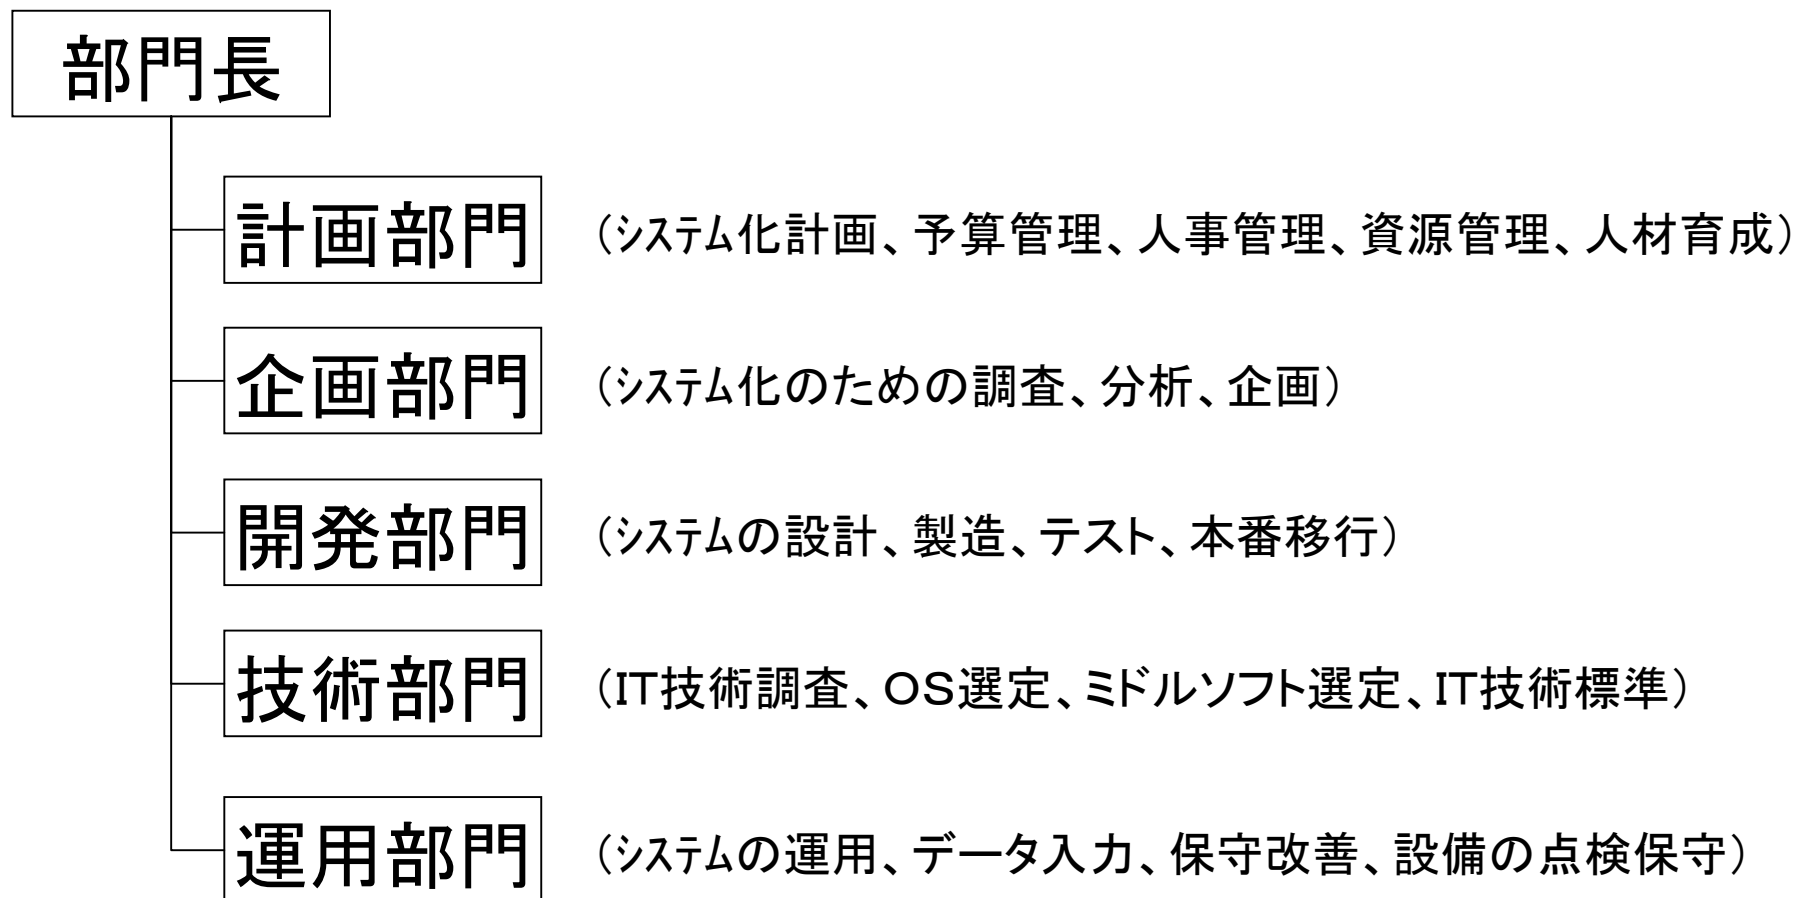 部門長
計画部門 （システム化計画、予算管理、人事管理、資源管理、人材育成）
企画部門 （システム化のための調査、分析、企画）
開発部門 （システムの設計、製造、テスト、本番移行）
技術部門 （IT技術調査、OS選定、ミドルソフト選定、IT技術標準）
運用部門 （システムの運用、データ入力、保守改善、設備の点検保守）